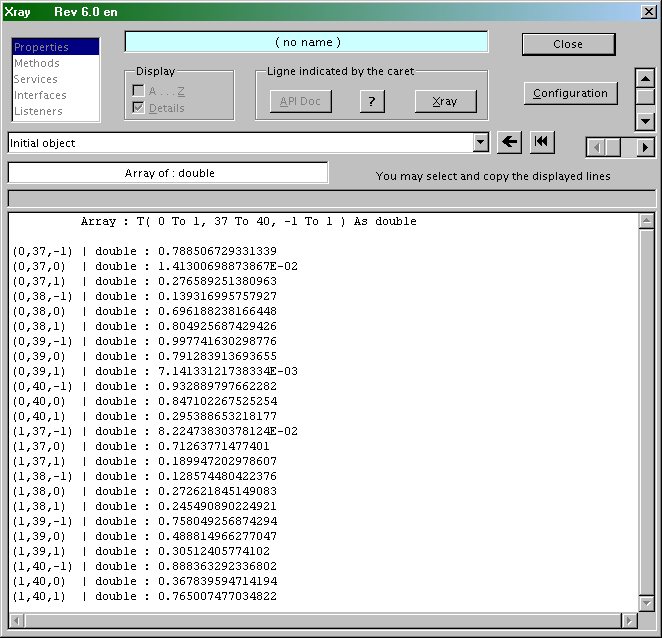 Xray Rev 6.0 en
Properties
Methods
Services
Interfaces
Listeners
( no name )
Close
Display
A . . . Z
Details
Ligne indicated by the caret
API Doc
?
Xray
Configuration
Initial object
Array of : double
You may select and copy the displayed lines
Array : T( 0 To 1, 37 To 40, -1 To 1 ) As double
(0,37,-1) | double : 0.788506729331339
(0,37,0) | double : 1.41300698873867E-02
(0,37,1) | double : 0.276589251380963
(0,38,-1) | double : 0.139316995757927
(0,38,0) | double : 0.696188238166448
(0,38,1) | double : 0.804925687429426
(0,39,-1) | double : 0.997741630298776
(0,39,0) | double : 0.791283913693655
(0,39,1) | double : 7.14133121738334E-03
(0,40,-1) | double : 0.932889797662282
(0,40,0) | double : 0.847102267525254
(0,40,1) | double : 0.295388653218177
(1,37,-1) | double : 8.22473830378124E-02
(1,37,0) | double : 0.71263771477401
(1,37,1) | double : 0.189947202978607
(1,38,-1) | double : 0.128574480422376
(1,38,0) | double : 0.272621845149083
(1,38,1) | double : 0.245490890224921
(1,39,-1) | double : 0.758049256874294
(1,39,0) | double : 0.488814966277047
(1,39,1) | double : 0.30512405774102
(1,40,-1) | double : 0.888363292336802
(1,40,0) | double : 0.367839594714194
(1,40,1) | double : 0.765007477034822